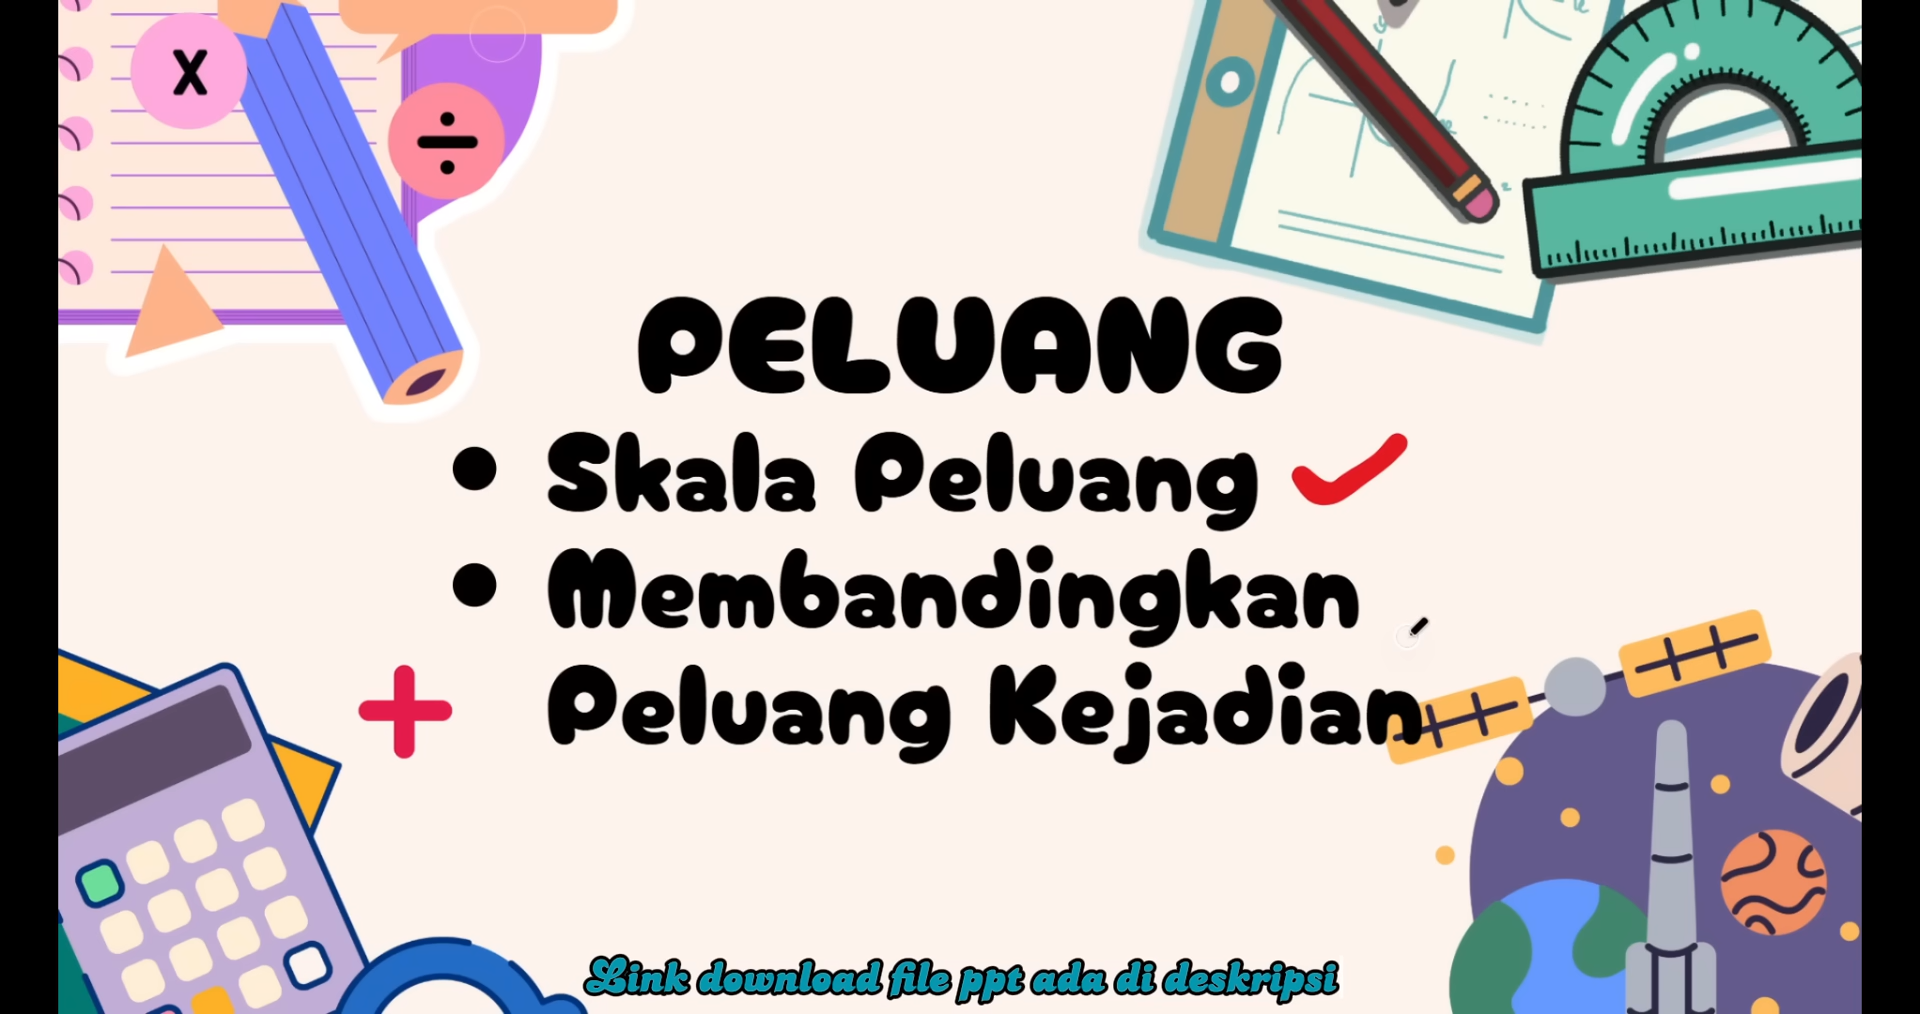 X
÷
PELUANG
• Skala Peluang
• Membandingkan
Peluang Kejadian
Link download file ppt ada di deskripsi